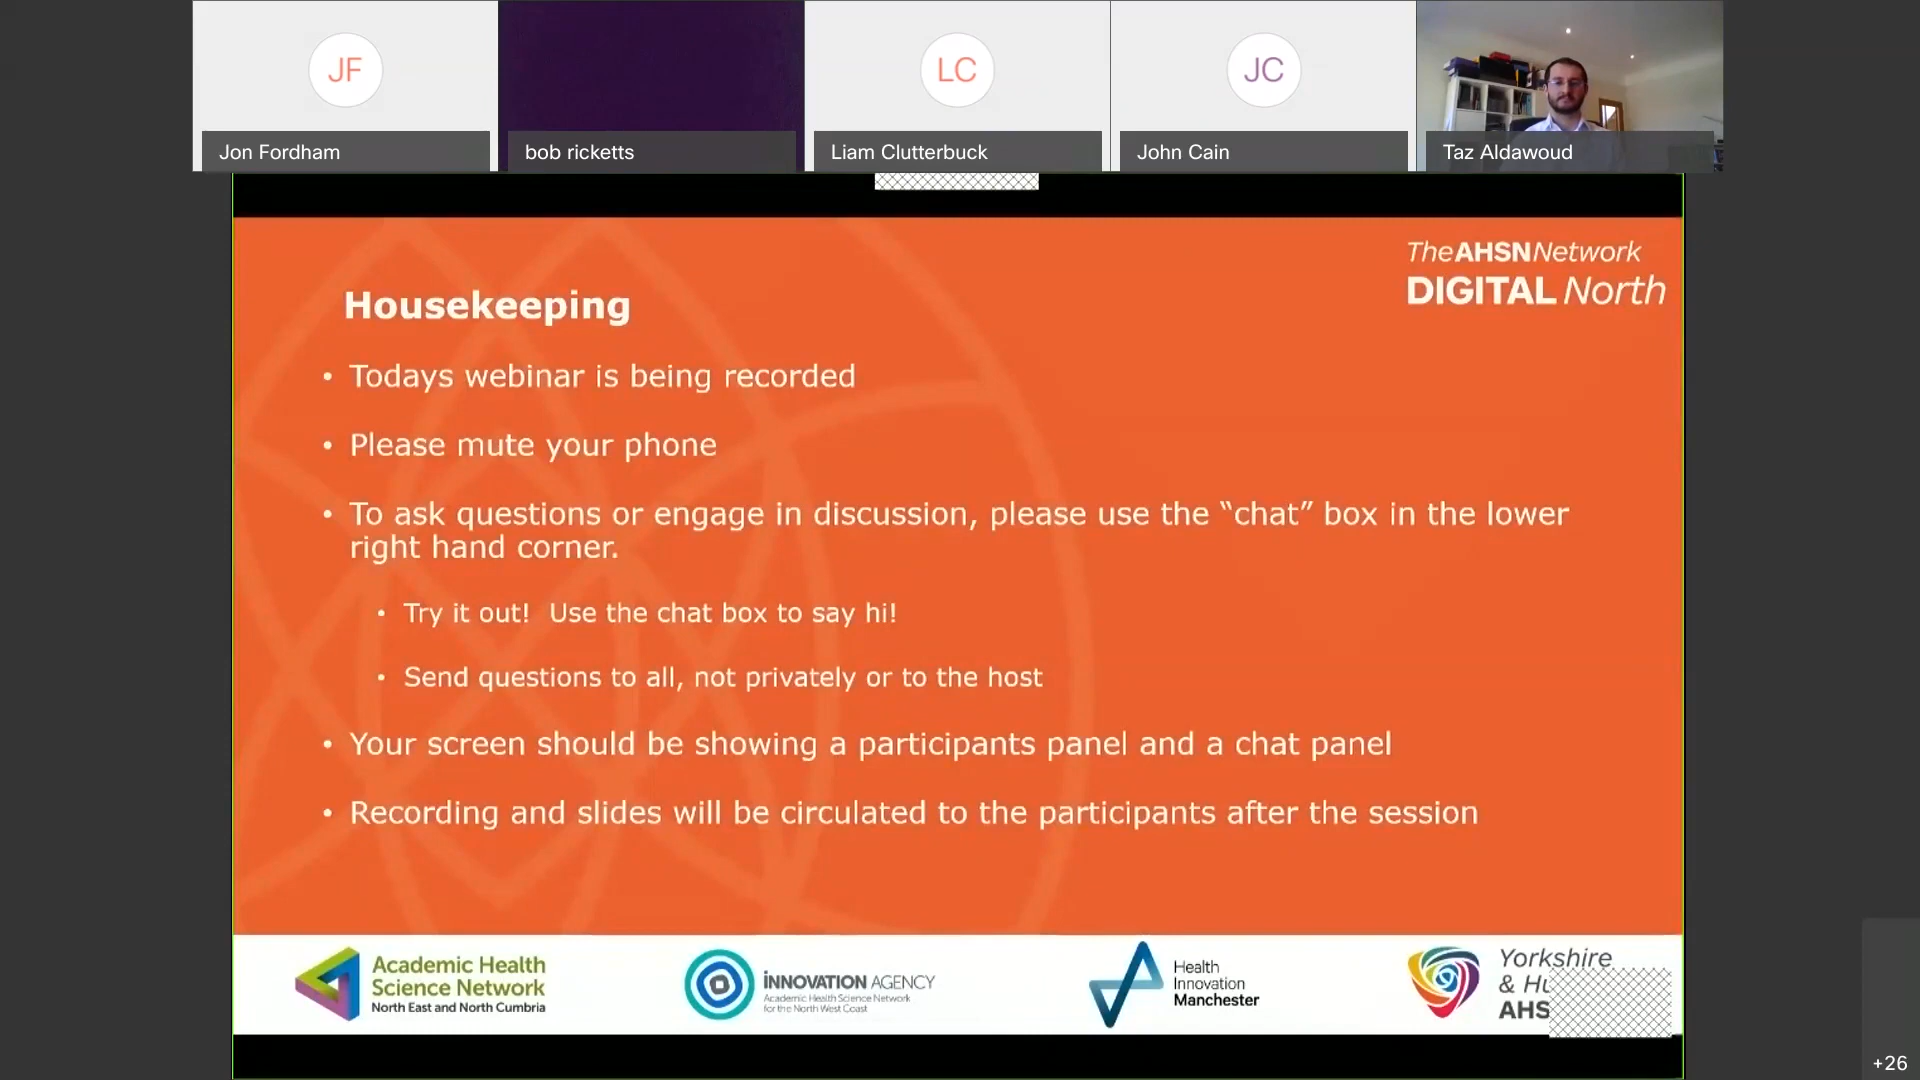 JF
LC
JC
Jon Fordham
bob ricketts
Liam Clutterbuck
John Cain
Taz Aldawoud
The AHSN Network
DIGITAL North
Housekeeping
• Todays webinar is being recorded
• Please mute your phone
• To ask questions or engage in discussion, please use the “chat” box in the lower
right hand corner.
• Try it out!  Use the chat box to say hi!
• Send questions to all, not privately or to the host
• Your screen should be showing a participants panel and a chat panel
• Recording and slides will be circulated to the participants after the session
Academic Health
Science Network
North East and North Cumbria
INNOVATION AGENCY
Academic Health Science Network
for the North West Coast
Health
Innovation
Manchester
Yorkshire
&
AHS
+26